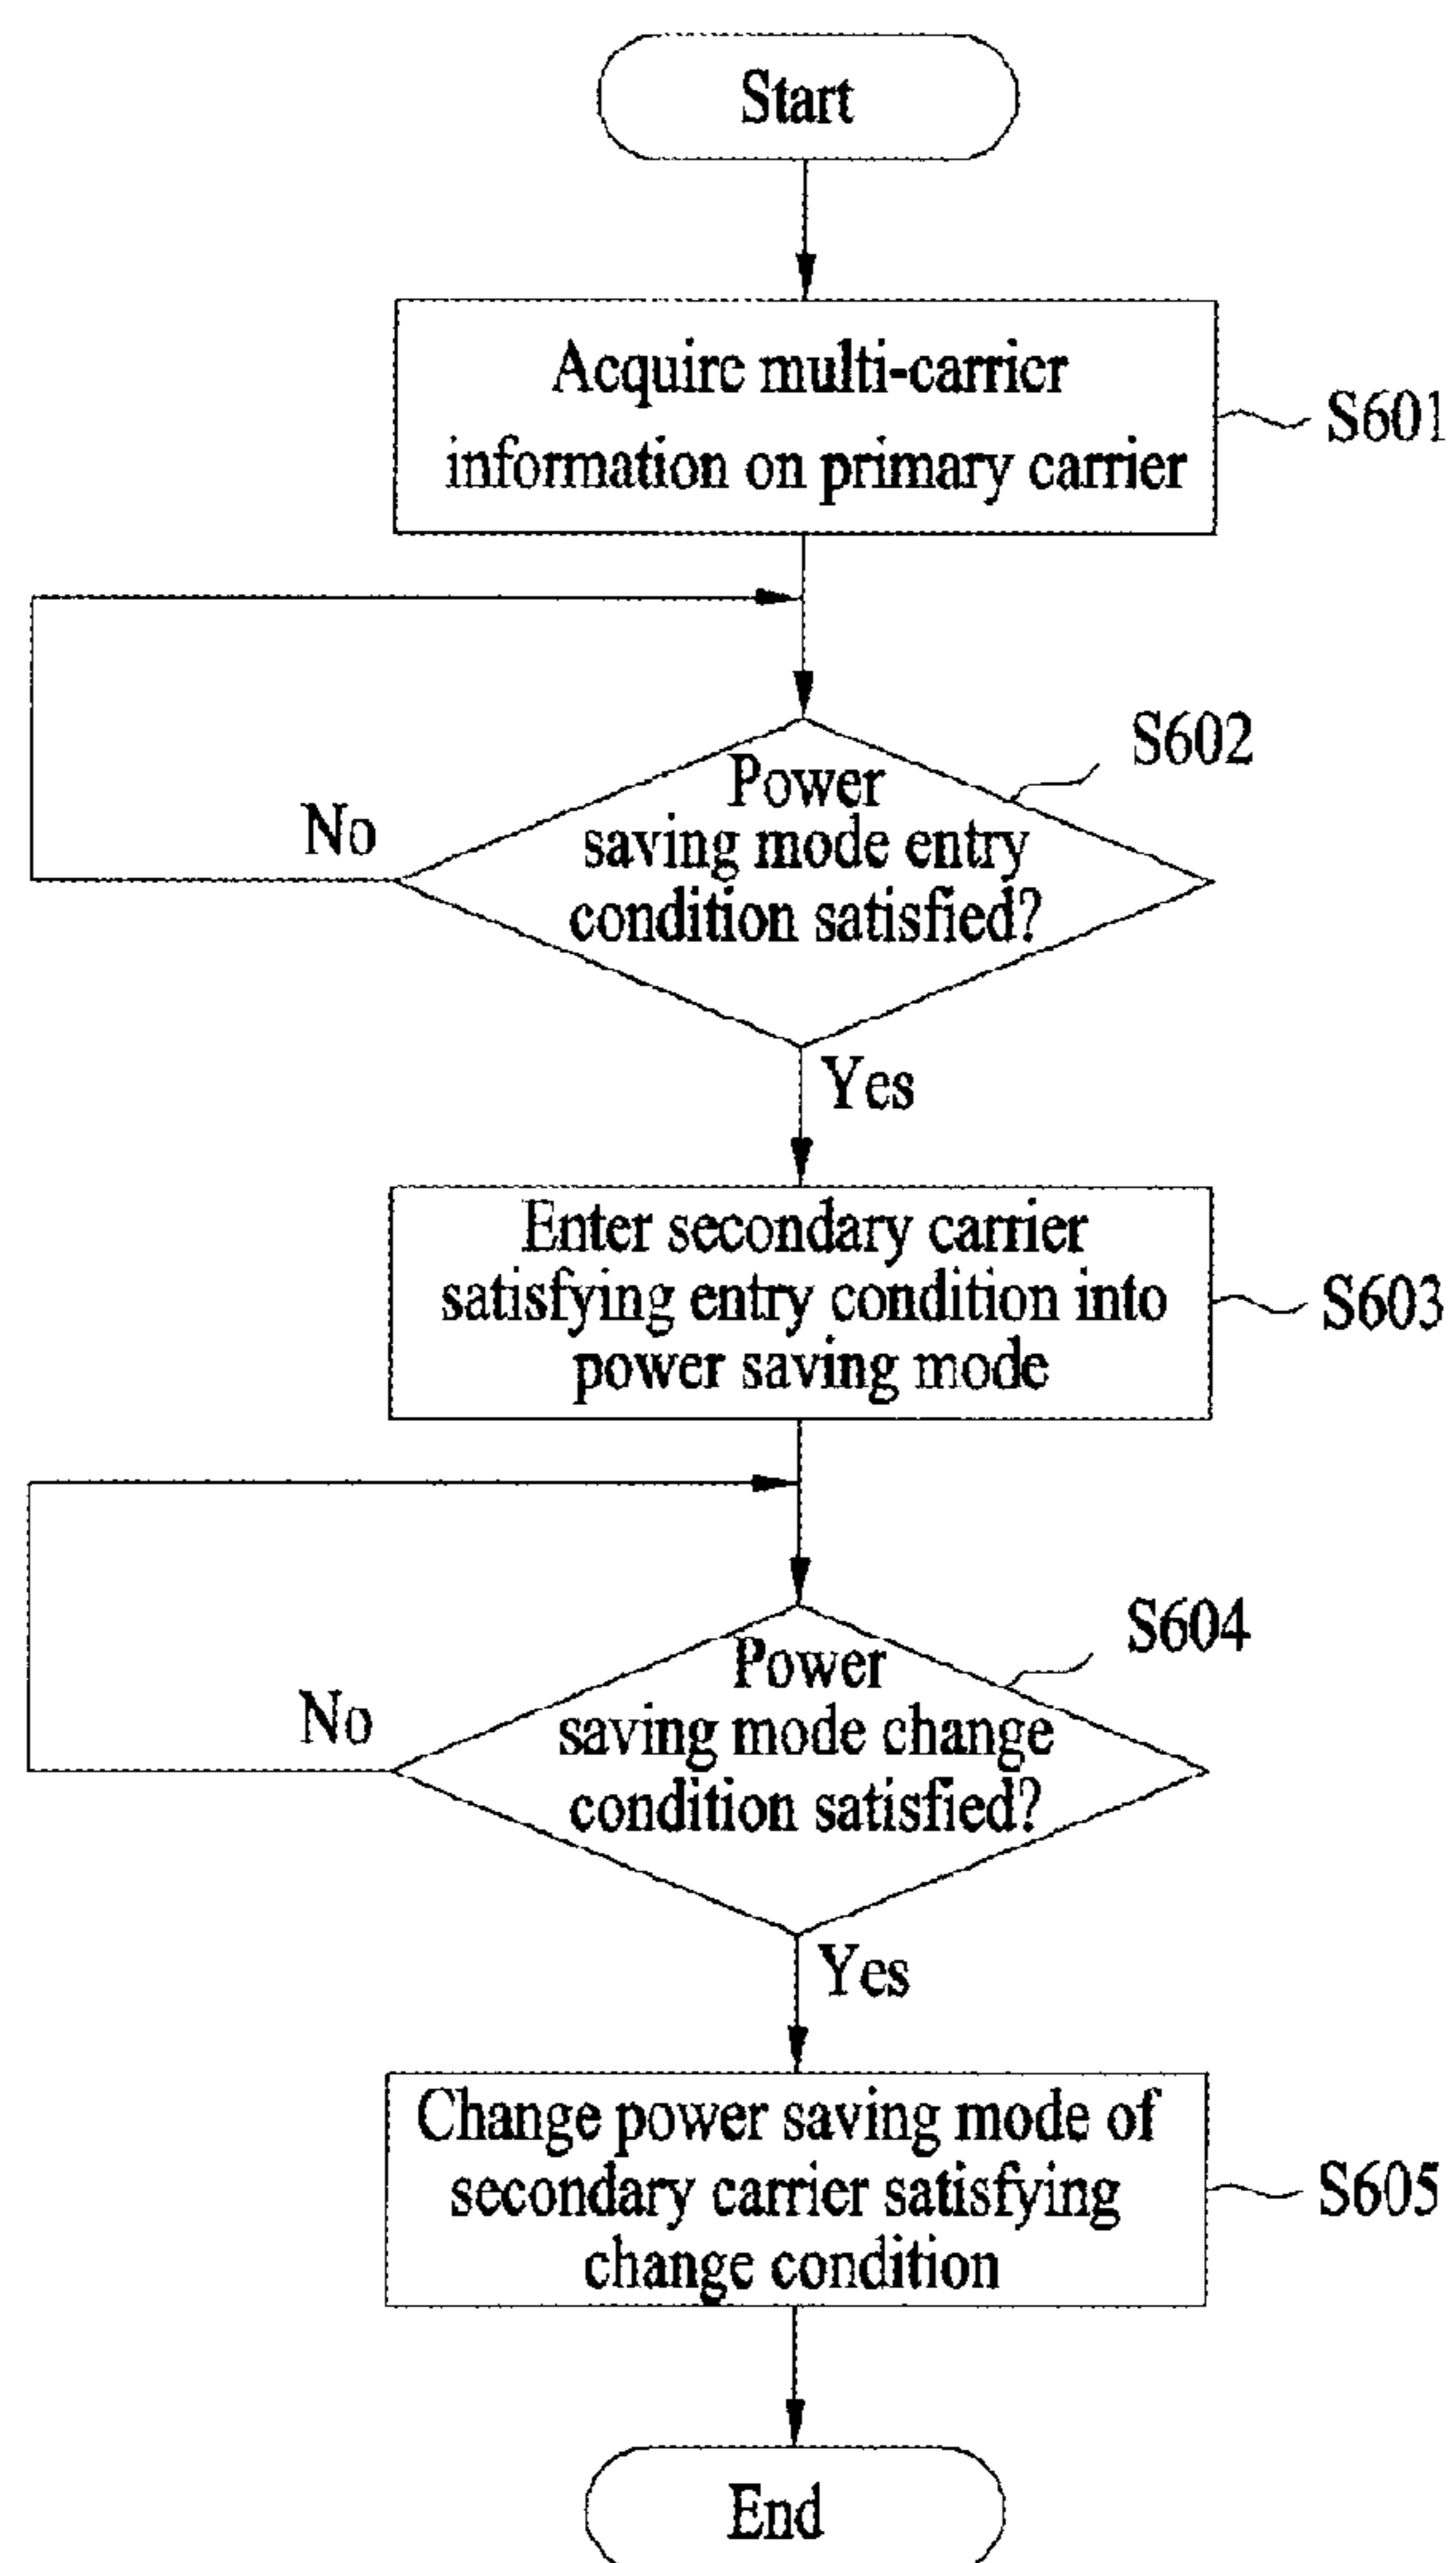 Start
Acquire multi-carrier
information on primary carrier
S601
S602
Power
saving mode entry
condition satisfied?
No
Yes
Enter secondary carrier
satisfying entry condition into
power saving mode
S603
S604
Power
saving mode change
condition satisfied?
No
Yes
Change power saving mode of
secondary carrier satisfying
change condition
S605
End